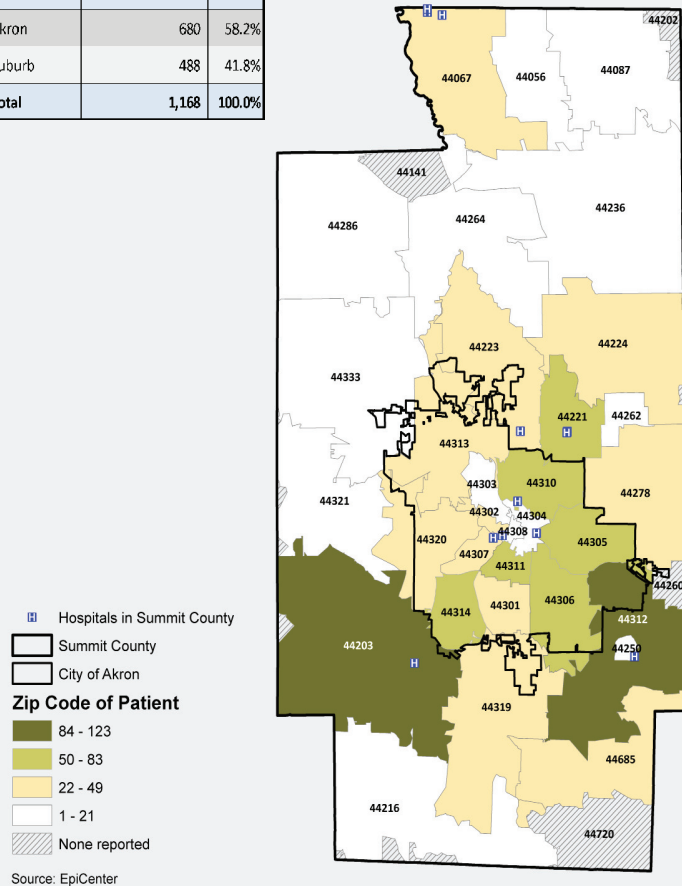 kron 680 58.2%
uburb 488 41.8%
otal 1,168 100.0%
H
H
44202
44067
44056
44087
44141
44286
44264
44236
44223
44224
44333
44221
44262
H
H
44313
44303
44310
44278
44321
H
44302
44304
44308
44320
H
H
H
44305
44307
44311
44260
44314
44301
44306
44312
H Hospitals in Summit County
Summit County
City of Akron
44203
44250
H
H
Zip Code of Patient
84 - 123
50 - 83
22 - 49
1 - 21
None reported
44319
44685
44216
44720
Source: EpiCenter